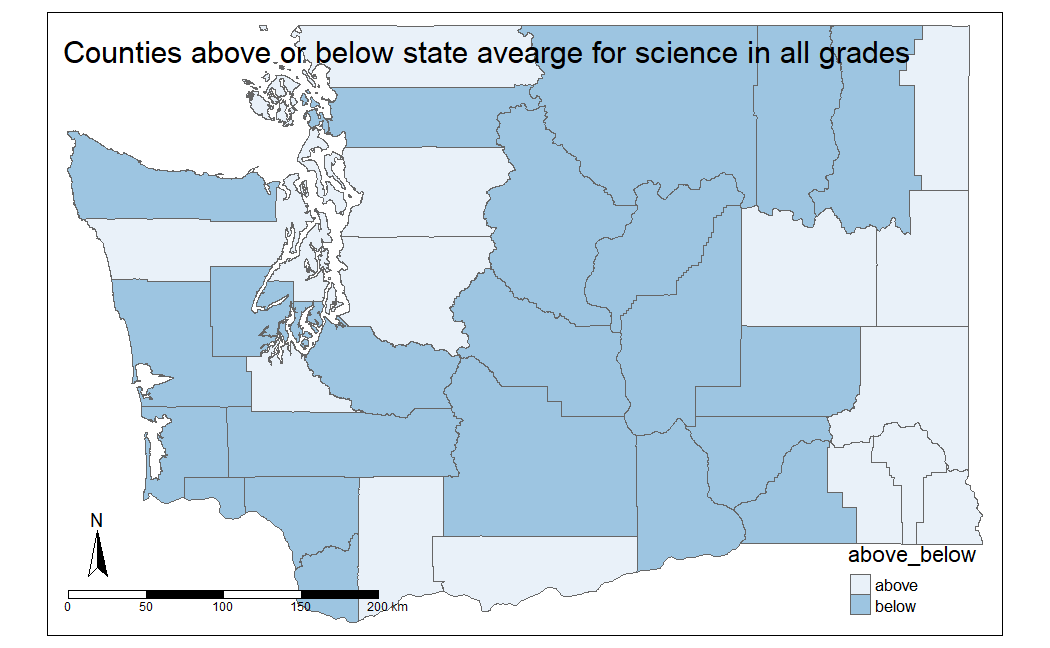 Counties above or below state avearge for science in all grades
N
0 50 100 150 200 km
above_below
above
below